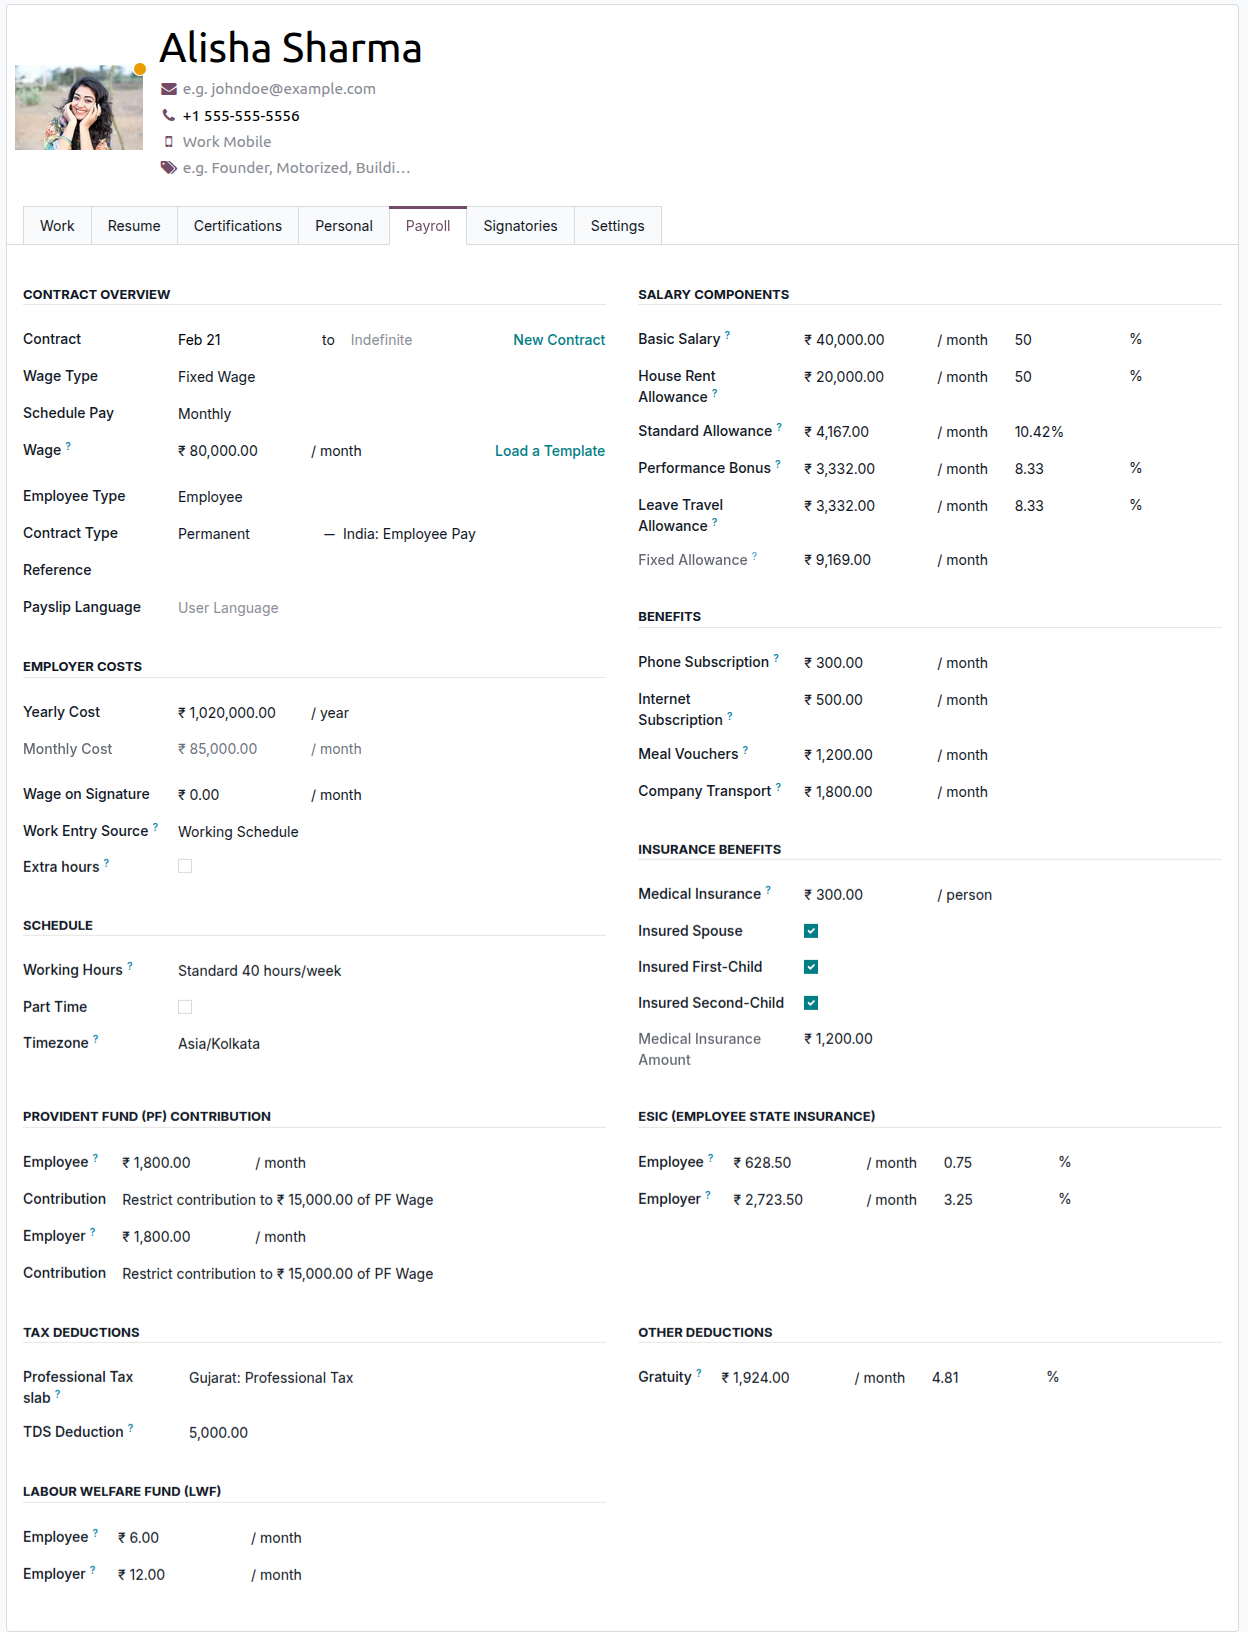 Alisha Sharma
e.g. johndoe@example.com
+1 555-555-5556
Work Mobile
e.g. Founder, Motorized, Buildi...
Work Resume Certifications Personal Payroll Signatories Settings
CONTRACT OVERVIEW
Contract Feb 21 to Indefinite New Contract
Wage Type Fixed Wage
Schedule Pay Monthly
Wage ? ₹ 80,000.00 / month Load a Template
Employee Type Employee
Contract Type Permanent — India: Employee Pay
Reference
Payslip Language User Language
SALARY COMPONENTS
Basic Salary ? ₹ 40,000.00 / month 50 %
House Rent
Allowance ? ₹ 20,000.00 / month 50 %
Standard Allowance ? ₹ 4,167.00 / month 10.42%
Performance Bonus ? ₹ 3,332.00 / month 8.33 %
Leave Travel
Allowance ? ₹ 3,332.00 / month 8.33 %
Fixed Allowance ? ₹ 9,169.00 / month
EMPLOYER COSTS
Yearly Cost ₹ 1,020,000.00 / year
Monthly Cost ₹ 85,000.00 / month
Wage on Signature ₹ 0.00 / month
Work Entry Source ? Working Schedule
Extra hours ?
BENEFITS
Phone Subscription ? ₹ 300.00 / month
Internet
Subscription ? ₹ 500.00 / month
Meal Vouchers ? ₹ 1,200.00 / month
Company Transport ? ₹ 1,800.00 / month
SCHEDULE
Working Hours ? Standard 40 hours/week
Part Time
Timezone ? Asia/Kolkata
INSURANCE BENEFITS
Medical Insurance ? ₹ 300.00 / person
Insured Spouse
Insured First-Child
Insured Second-Child
Medical Insurance
Amount ₹ 1,200.00
PROVIDENT FUND (PF) CONTRIBUTION
Employee ? ₹ 1,800.00 / month
Contribution Restrict contribution to ₹ 15,000.00 of PF Wage
Employer ? ₹ 1,800.00 / month
Contribution Restrict contribution to ₹ 15,000.00 of PF Wage
ESIC (EMPLOYEE STATE INSURANCE)
Employee ? ₹ 628.50 / month 0.75 %
Employer ? ₹ 2,723.50 / month 3.25 %
TAX DEDUCTIONS
Professional Tax
slab ? Gujarat: Professional Tax
TDS Deduction ? 5,000.00
OTHER DEDUCTIONS
Gratuity ? ₹ 1,924.00 / month 4.81 %
LABOUR WELFARE FUND (LWF)
Employee ? ₹ 6.00 / month
Employer ? ₹ 12.00 / month